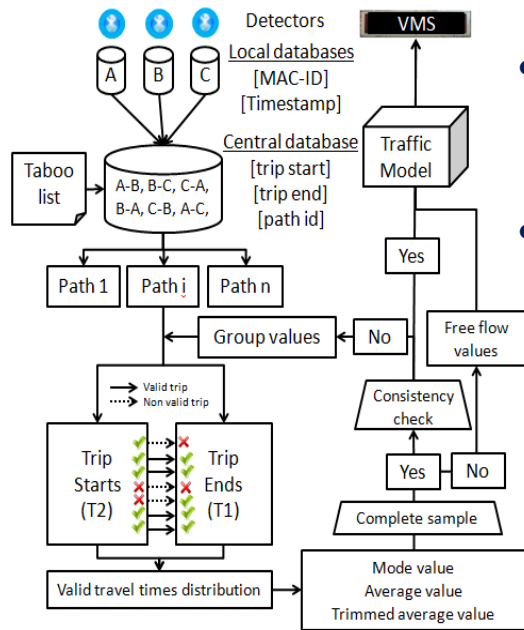 Detectors
VMS
Local databases
A
B
C
[MAC-ID]
[Timestamp]
Central database
Taboo
list
A-B, B-C, C-A,
B-A, C-B, A-C,
[trip start]
[trip end]
[path id]
Traffic
Model
Path 1
Path i
Path n
Yes
Group values
No
Free flow
values
Valid trip
Non valid trip
Consistency
check
Trip
Starts
(T2)
Trip
Ends
(T1)
Yes
No
Complete sample
Valid travel times distribution
Mode value
Average value
Trimmed average value